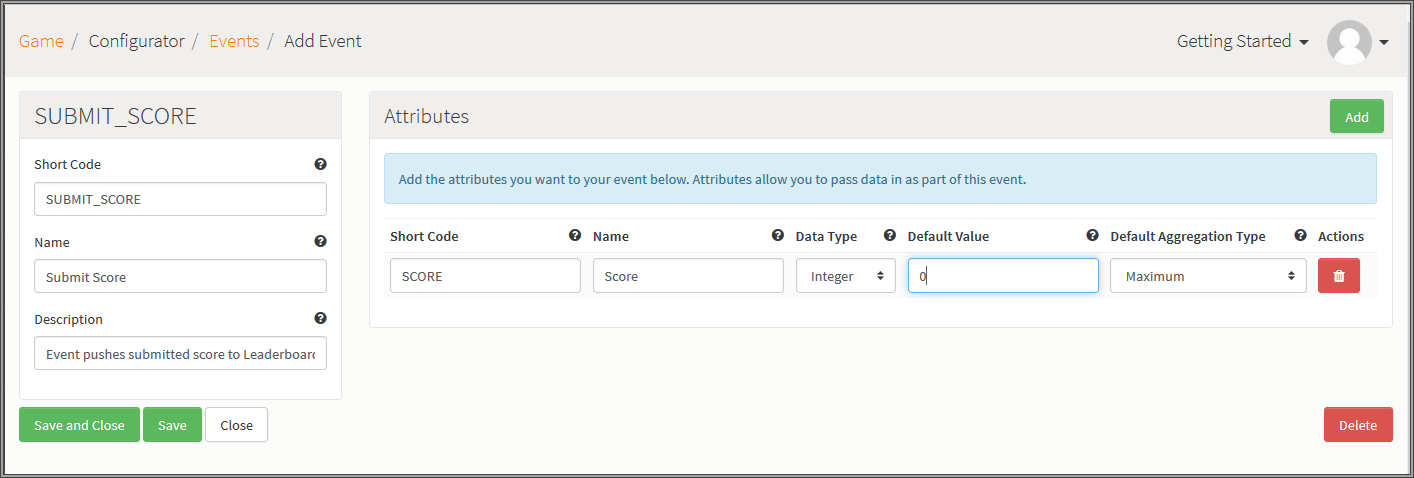 Game / Configurator / Events / Add Event
Getting Started
SUBMIT_SCORE
Short Code
SUBMIT_SCORE
Name
Submit Score
Description
Event pushes submitted score to Leaderboard
Save and Close Save Close
Attributes
Add
Add the attributes you want to your event below. Attributes allow you to pass data in as part of this event.
Short Code Name Data Type Default Value Default Aggregation Type Actions
SCORE Score Integer 0 Maximum
Delete